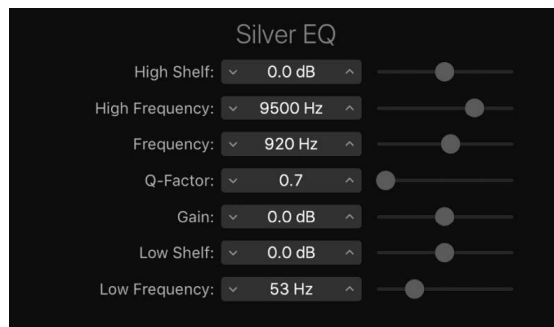 Silver EQ
High Shelf: 0.0 dB
High Frequency: 9500 Hz
Frequency: 920 Hz
Q-Factor: 0.7
Gain: 0.0 dB
Low Shelf: 0.0 dB
Low Frequency: 53 Hz